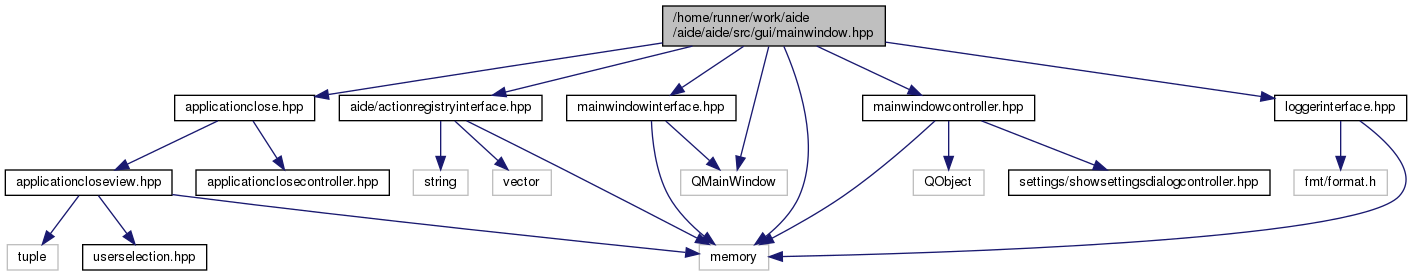 /home/runner/work/aide
/aide/aide/src/gui/mainwindow.hpp
applicationclose.hpp
aide/actionregistryinterface.hpp
mainwindowinterface.hpp
mainwindowcontroller.hpp
loggerinterface.hpp
applicationcloseview.hpp
applicationclosecontroller.hpp
string
vector
QMainWindow
QObject
settings/showsettingsdialogcontroller.hpp
fmt/format.h
tuple
userselection.hpp
memory